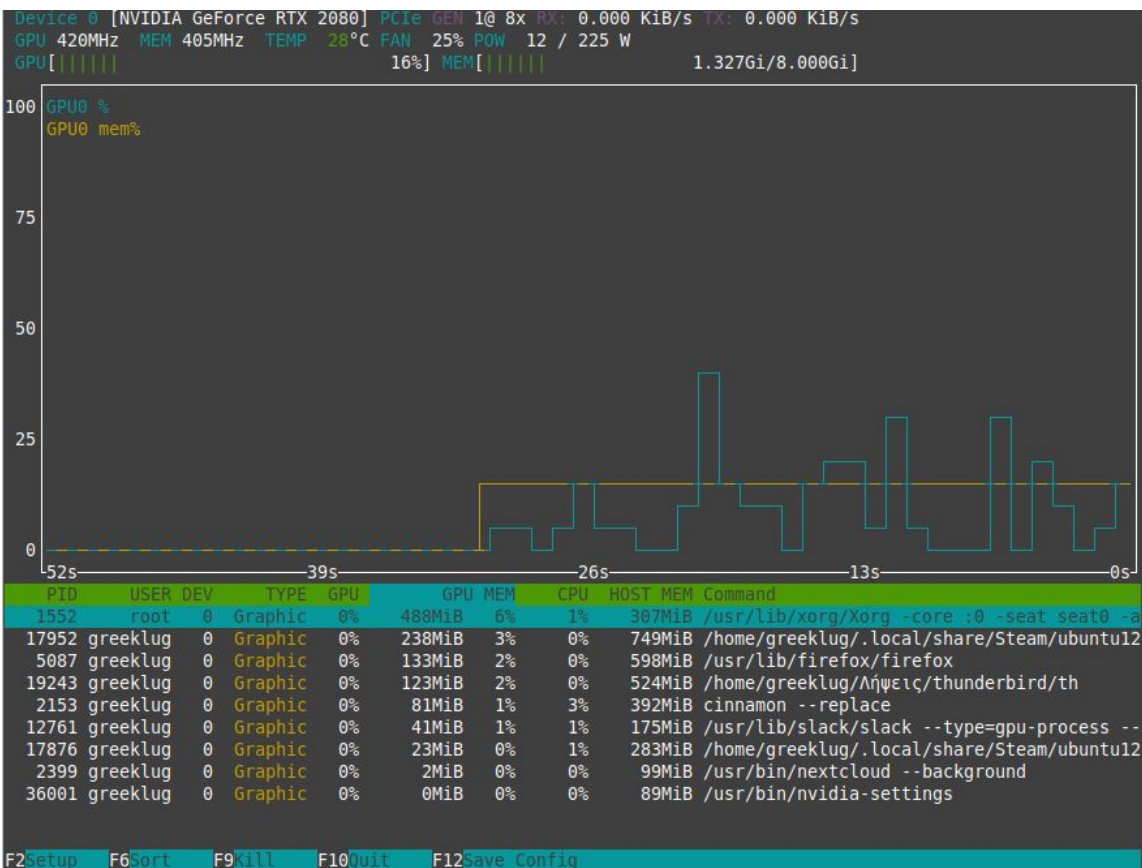 Device 0 [NVIDIA GeForce RTX 2080] PCIe GEN 1@ 8x RX: 0.000 KiB/s TX: 0.000 KiB/s
GPU 420MHz MEM 405MHz TEMP 28°C FAN 25% POW 12 / 225 W
GPU[|||||| 16%] MEM[|||||| 1.327Gi/8.000Gi]
100 GPU0 %
GPU0 mem%
75
50
25
0
52s 39s 26s 13s 0s
PID USER DEV TYPE GPU GPU MEM CPU HOST MEM Command
1552 root 0 Graphic 0% 488MiB 6% 1% 307MiB /usr/lib/xorg/Xorg -core :0 -seat seat0 -a
17952 greeklug 0 Graphic 0% 238MiB 3% 0% 749MiB /home/greeklug/.local/share/Steam/ubuntu12
5087 greeklug 0 Graphic 0% 133MiB 2% 0% 598MiB /usr/lib/firefox/firefox
19243 greeklug 0 Graphic 0% 123MiB 2% 0% 524MiB /home/greeklug/Λήψεις/thunderbird/th
2153 greeklug 0 Graphic 0% 81MiB 1% 3% 392MiB cinnamon --replace
12761 greeklug 0 Graphic 0% 41MiB 1% 1% 175MiB /usr/lib/slack/slack --type=gpu-process --
17876 greeklug 0 Graphic 0% 23MiB 0% 1% 283MiB /home/greeklug/.local/share/Steam/ubuntu12
2399 greeklug 0 Graphic 0% 2MiB 0% 0% 99MiB /usr/bin/nextcloud --background
36001 greeklug 0 Graphic 0% 0MiB 0% 0% 89MiB /usr/bin/nvidia-settings
F2Setup F6Sort F9Kill F10Quit F12Save Config